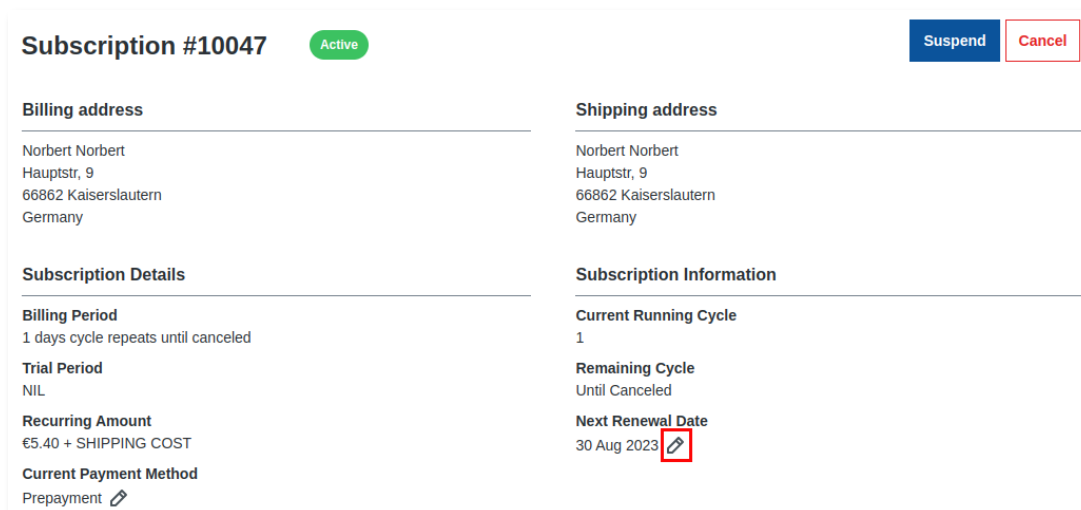 Subscription #10047 Active Suspend Cancel
Billing address
Norbert Norbert
Hauptstr, 9
66862 Kaiserslautern
Germany
Shipping address
Norbert Norbert
Hauptstr, 9
66862 Kaiserslautern
Germany
Subscription Details
Billing Period
1 days cycle repeats until canceled
Trial Period
NIL
Recurring Amount
€5.40 + SHIPPING COST
Current Payment Method
Prepayment
Subscription Information
Current Running Cycle
1
Remaining Cycle
Until Canceled
Next Renewal Date
30 Aug 2023